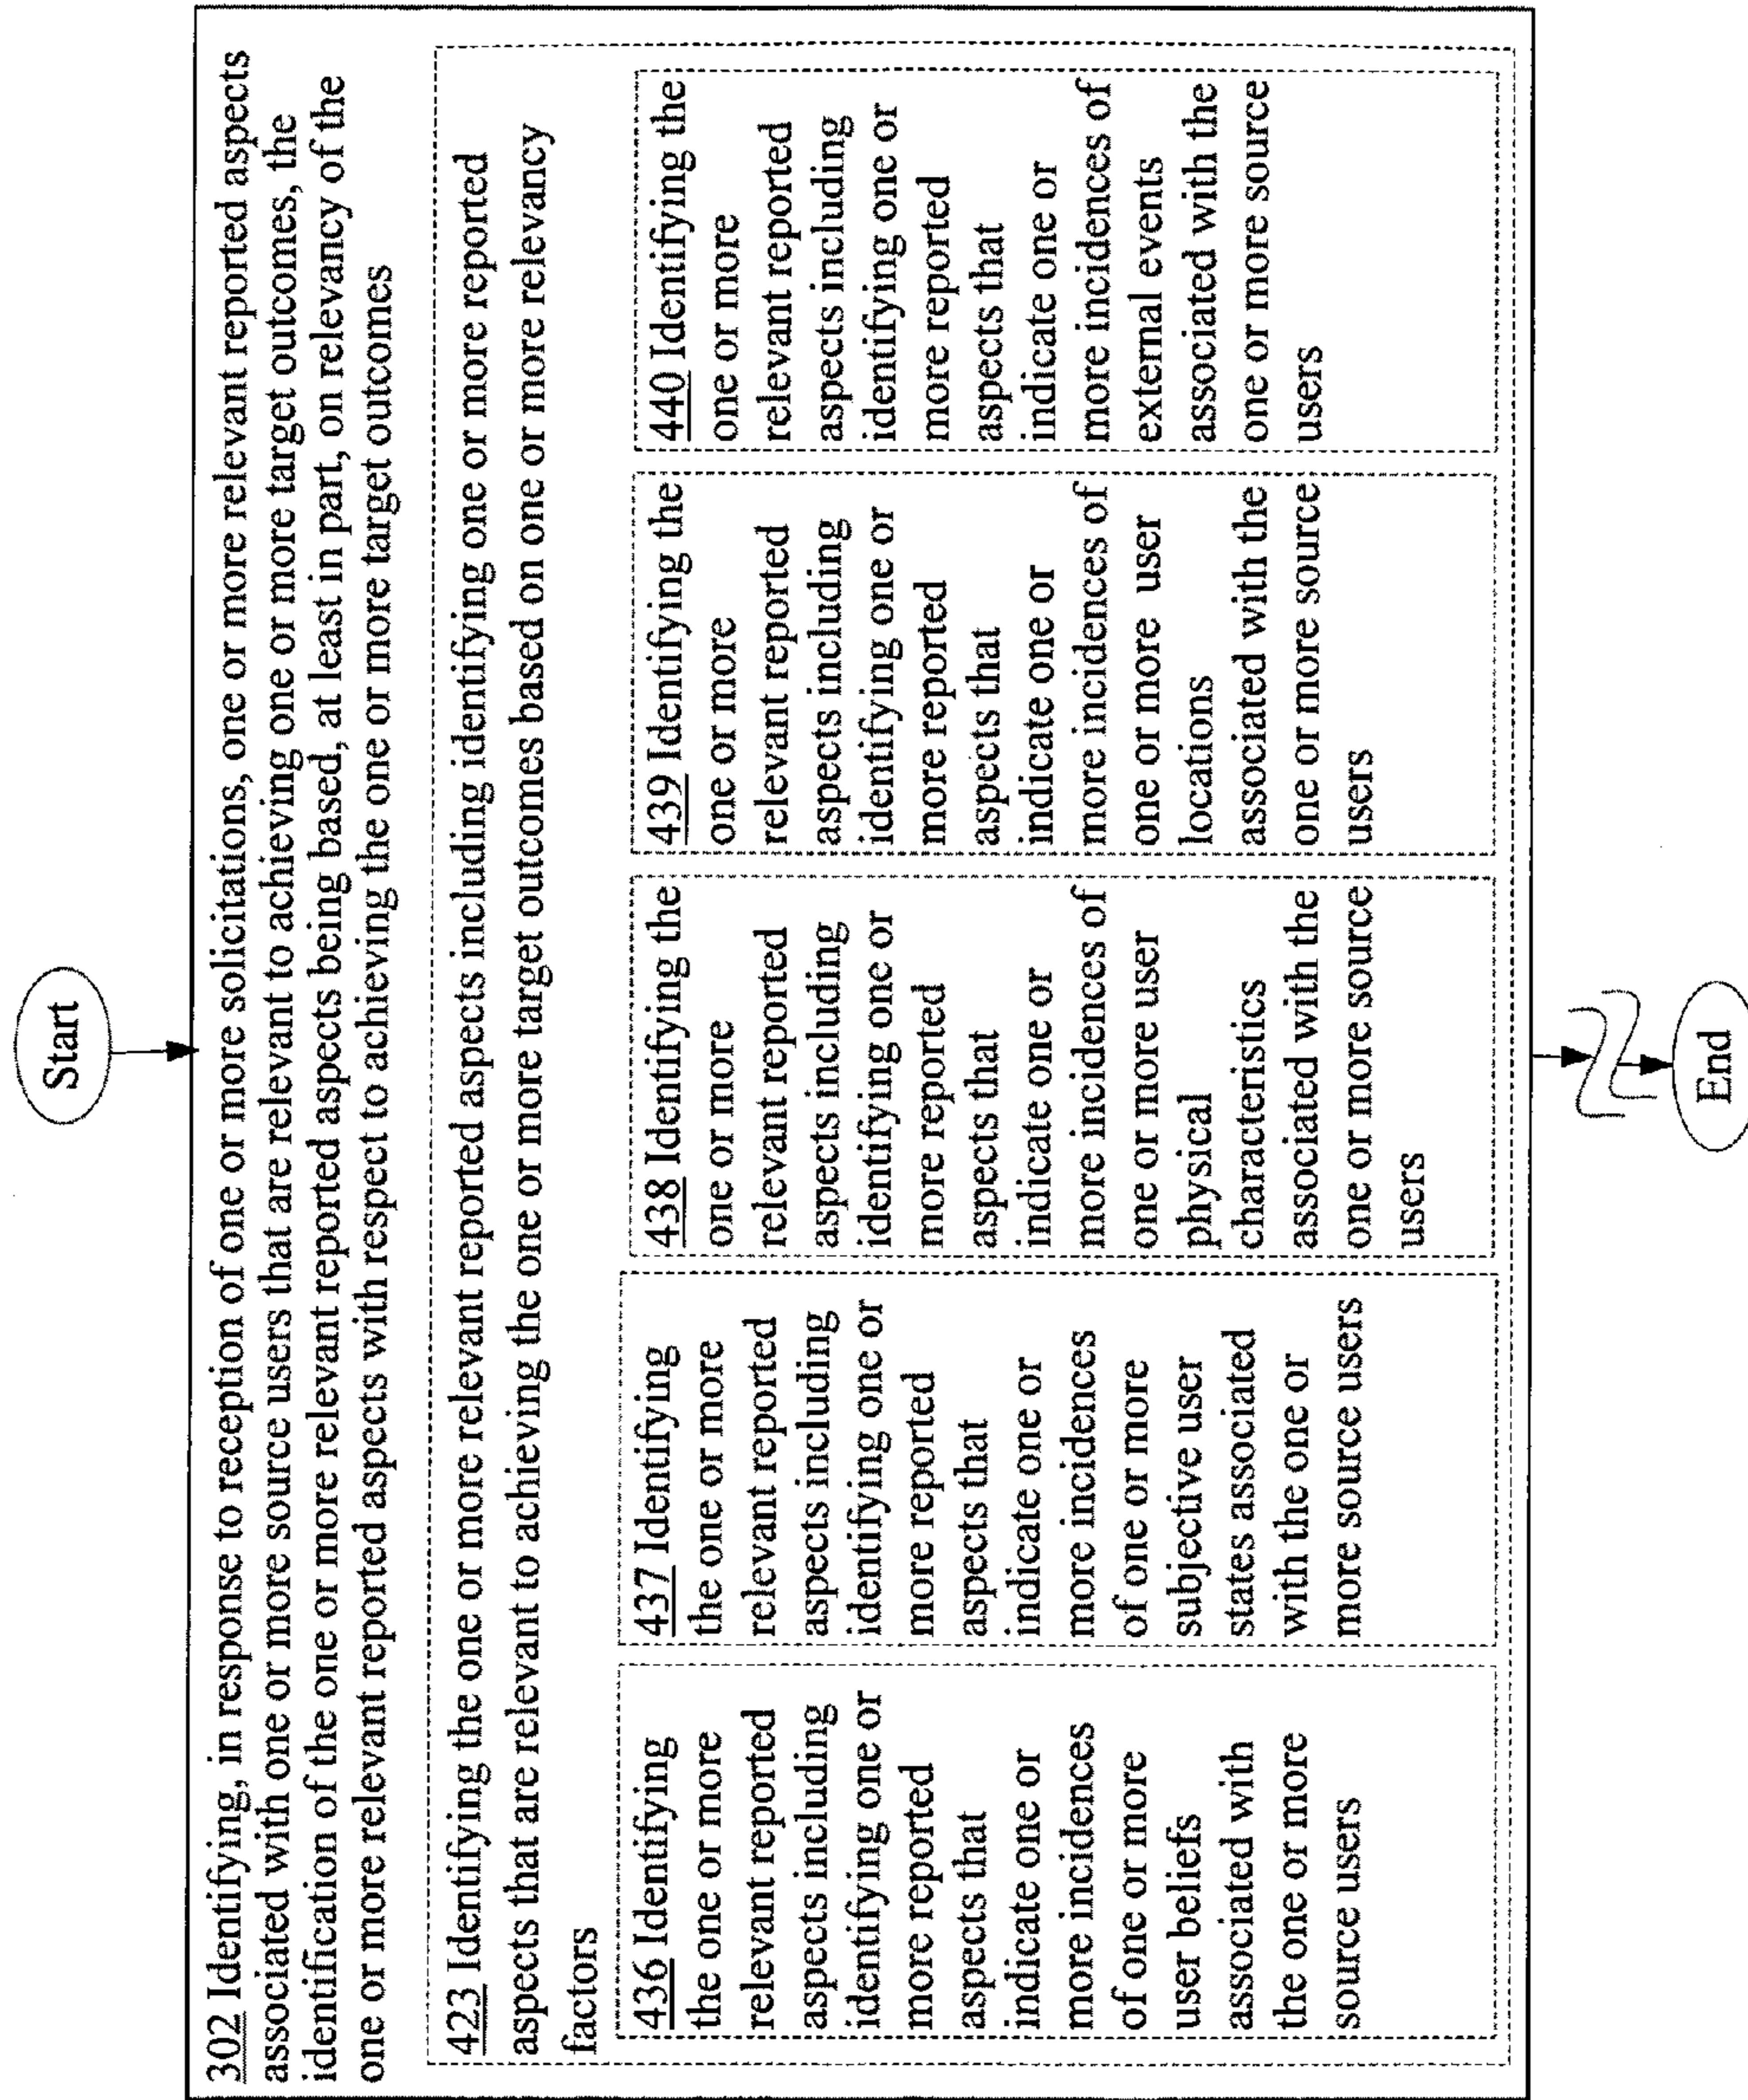 Start
302 Identifying, in response to reception of one or more solicitations, one or more relevant reported aspects
associated with one or more source users that are relevant to achieving one or more target outcomes, the
identification of the one or more relevant reported aspects being based, at least in part, on relevancy of the
one or more relevant reported aspects with respect to achieving the one or more target outcomes
423 Identifying the one or more relevant reported aspects including identifying one or more reported
aspects that are relevant to achieving the one or more target outcomes based on one or more relevancy
factors
436 Identifying
the one or more
relevant reported
aspects including
identifying one or
more reported
aspects that
indicate one or
more incidences
of one or more
user beliefs
associated with
the one or more
source users
437 Identifying
the one or more
relevant reported
aspects including
identifying one or
more reported
aspects that
indicate one or
more incidences
of one or more
subjective user
states associated
with the one or
more source users
438 Identifying the
one or more
relevant reported
aspects including
identifying one or
more reported
aspects that
indicate one or
more incidences of
one or more user
physical
characteristics
associated with the
one or more source
users
439 Identifying the
one or more
relevant reported
aspects including
identifying one or
more reported
aspects that
indicate one or
more incidences of
one or more user
locations
associated with the
one or more source
users
440 Identifying the
one or more
relevant reported
aspects including
identifying one or
more reported
aspects that
indicate one or
more incidences of
external events
associated with the
one or more source
users
End